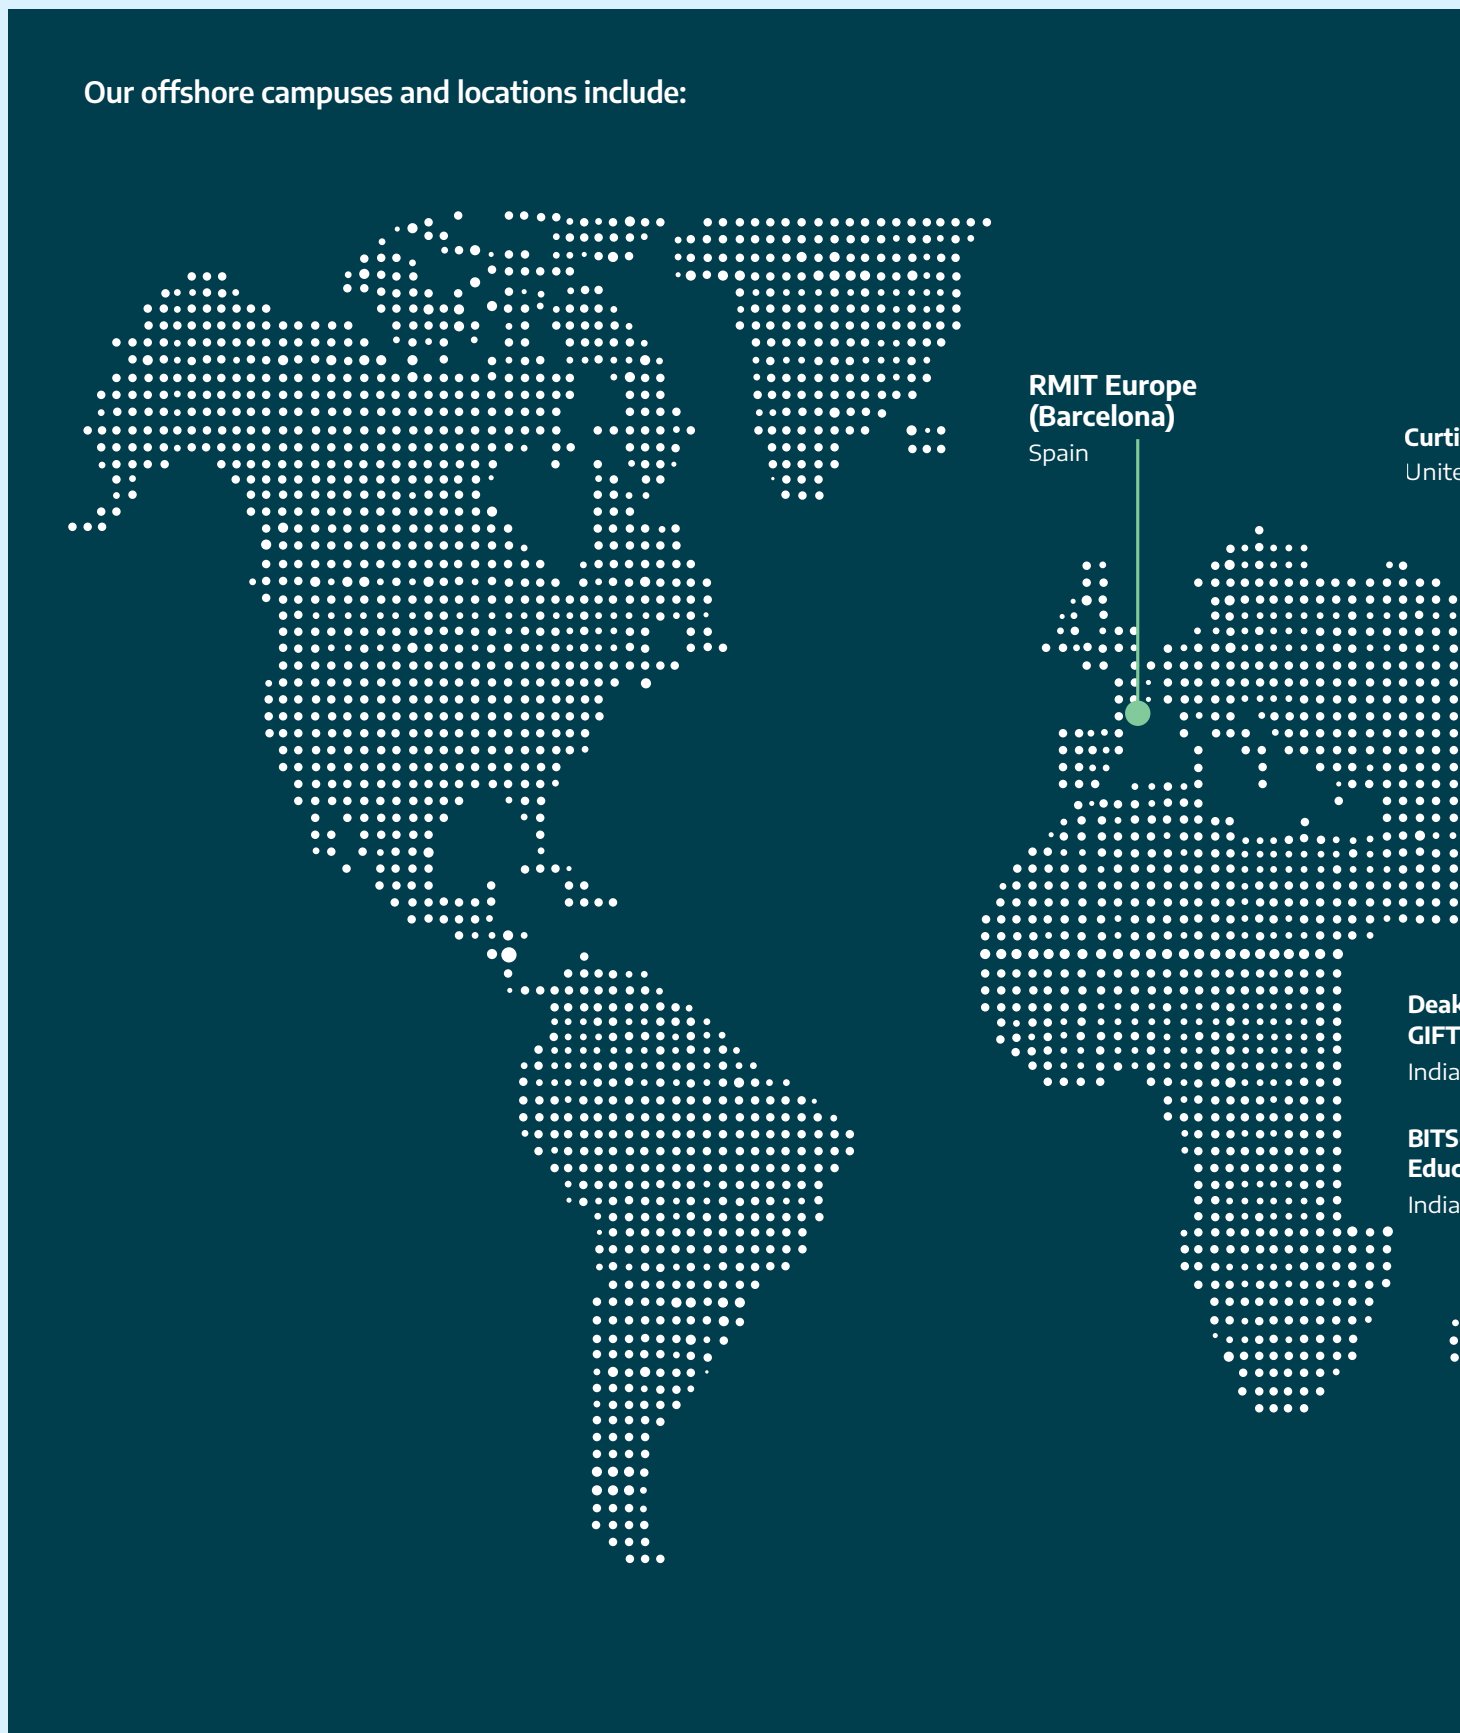 Our offshore campuses and locations include:
RMIT Europe
(Barcelona)
Spain
India
India